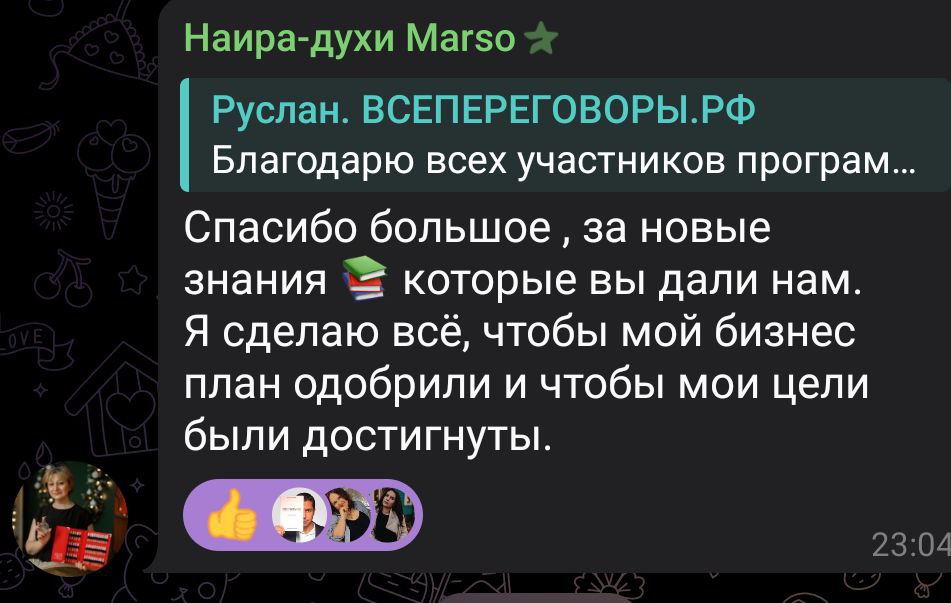 Наира-духи Marso
Руслан. ВСЕПЕРЕГОВОРЫ.РФ
Благодарю всех участников програм...
Спасибо большое , за новые
знания 📚 которые вы дали нам.
Я сделаю всё, чтобы мой бизнес
план одобрили и чтобы мои цели
были достигнуты.
23:04